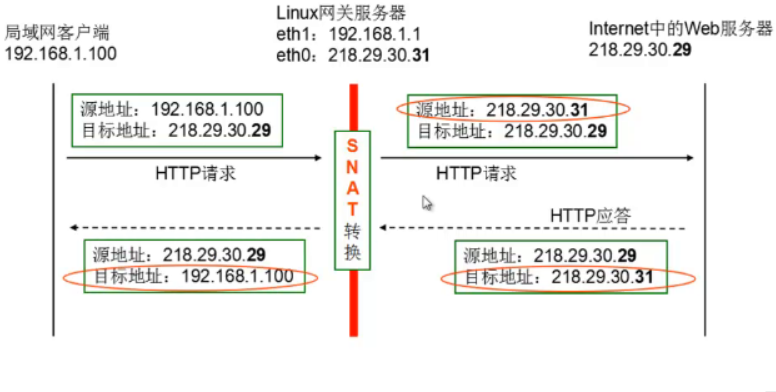 局域网客户端
192.168.1.100
Linux网关服务器
eth1：192.168.1.1
eth0：218.29.30.31
Internet中的Web服务器
218.29.30.29
源地址：192.168.1.100
目标地址：218.29.30.29
HTTP请求
SNAT转换
源地址：218.29.30.31
目标地址：218.29.30.29
HTTP请求
HTTP应答
源地址：218.29.30.29
目标地址：192.168.1.100
源地址：218.29.30.29
目标地址：218.29.30.31